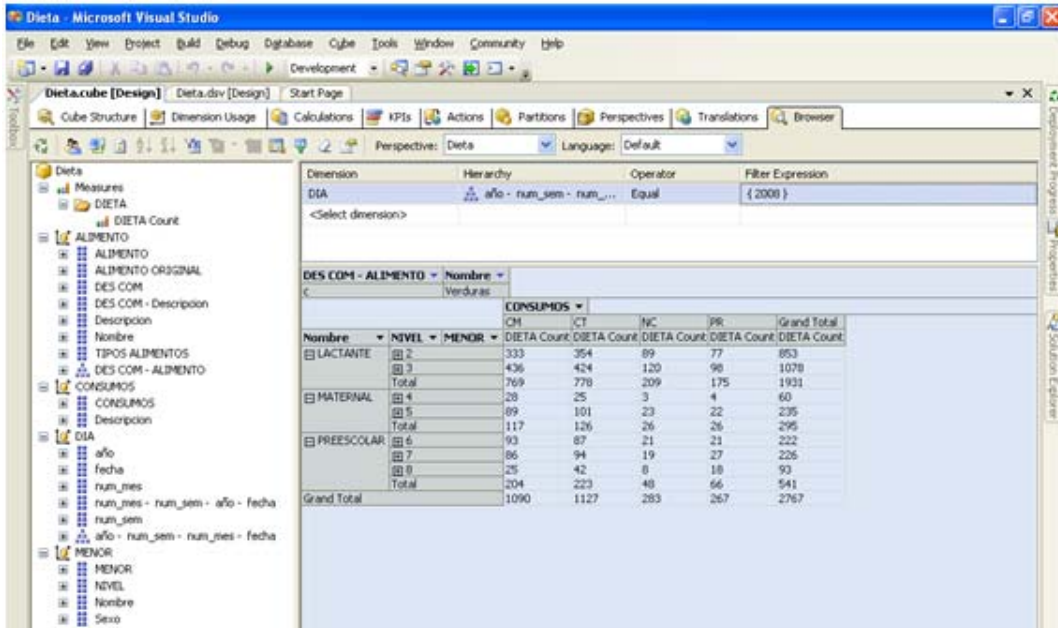 Dieta - Microsoft Visual Studio
File Edit View Project Build Debug Database Cube Tools Window Community Help
Development
Dieta.cube [Design] Dieta.dsv [Design] Start Page
Cube Structure Dimension Usage Calculations KPIs Actions Partitions Perspectives Translations Browser
Perspective: Dieta Language: Default
Toolbox
Dieta
Measures
DIETA
DIETA Count
ALIMENTO
ALIMENTO
ALIMENTO ORIGINAL
DES COM
DES COM - Descripcion
Descripcion
Nombre
TIPOS ALIMENTOS
DES COM - ALIMENTO
CONSUMOS
CONSUMOS
Descripcion
DIA
año
fecha
num_mes
num_mes - num_sem - año - fecha
num_sem
año - num_sem - num_mes - fecha
MENOR
MENOR
NIVEL
Nombre
Sexo
Dimension Hierarchy Operator Filter Expression
DIA año - num_sem - num_... Equal { 2008 }
<Select dimension>
DES COM - ALIMENTO Nombre
C Verduras
CONSUMOS
CM CT NC PR Grand Total
Nombre NIVEL MENOR DIETA Count DIETA Count DIETA Count DIETA Count DIETA Count
LACTANTE 2 333 354 89 77 853
3 436 424 120 98 1078
Total 769 778 209 175 1931
MATERNAL 4 28 25 3 4 60
5 89 101 23 22 235
Total 117 126 26 26 295
PREESCOLAR 6 93 87 21 21 222
7 86 94 19 27 226
8 25 42 8 18 93
Total 204 223 48 66 541
Grand Total 1090 1127 283 267 2767
Deployment Progress
Properties
Solution Explorer